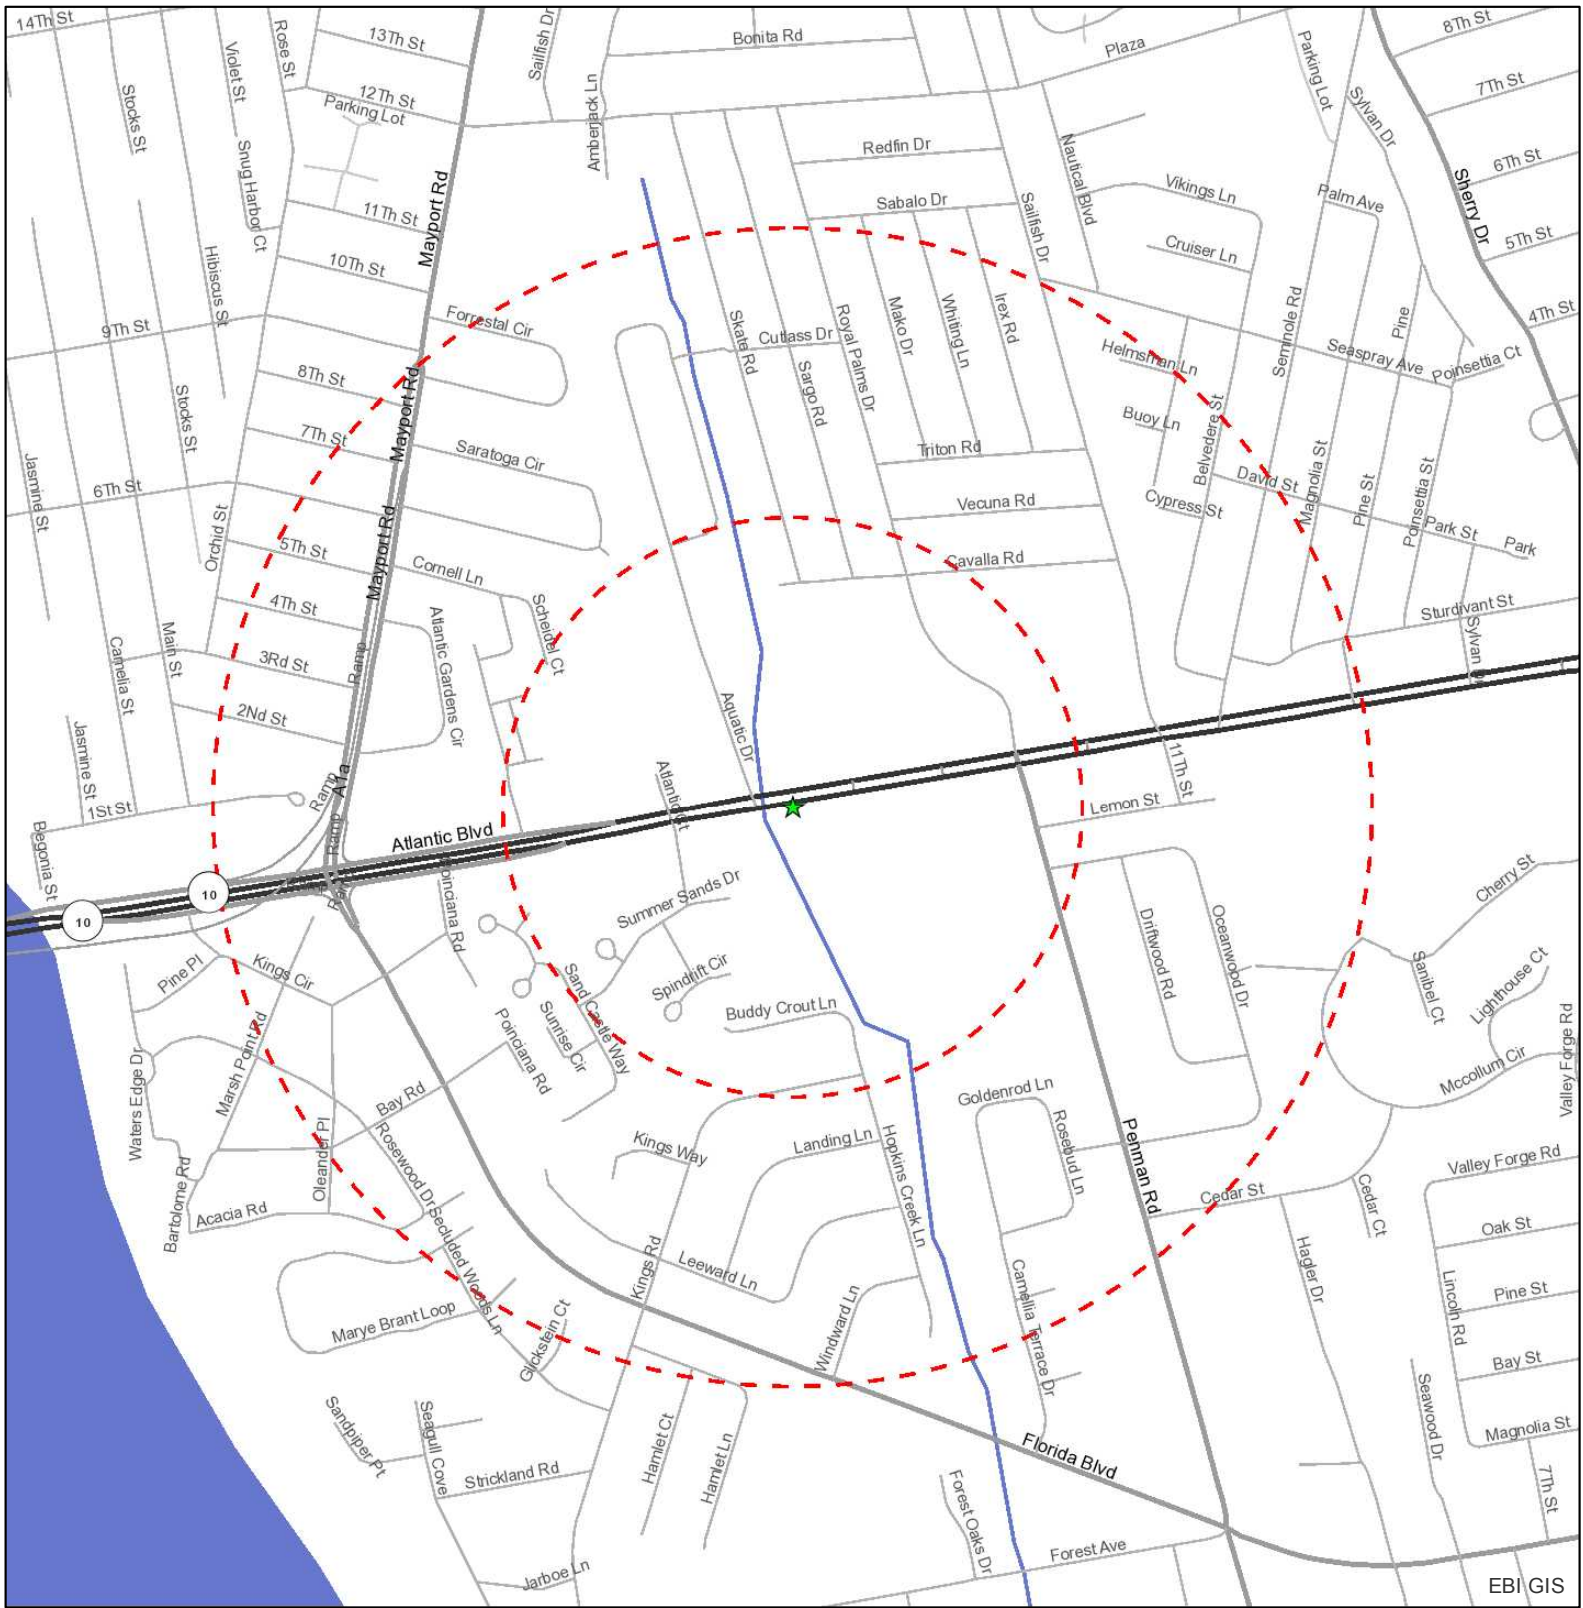 14Th St
13Th St
Sailfish Dr
Bonita Rd
Plaza
8Th St
Rose St
Violet St
Stocks St
12Th St
Parking Lot
Amberjack Ln
Parking Lot
7Th St
Sylvan Dr
Snug Harbor Ct
Redfin Dr
Nautical Blvd
6Th St
Mayport Rd
Vikings Ln
Palm Ave
Sherry Dr
11Th St
Sabalo Dr
Sailfish Dr
Cruiser Ln
5Th St
Hibiscus St
10Th St
Forrestal Cir
9Th St
Skate Rd
Cutlass Dr
Royal Palms Dr
Mako Dr
Whiting Ln
Irex Rd
Seminole Rd
Pine
4Th St
Helmsman Ln
Seaspray Ave
Poinsettia Ct
8Th St
Mayport Rd
Sargo Rd
Stocks St
Buoy Ln
Belvedere St
7Th St
Saratoga Cir
Triton Rd
Magnolia St
David St
Pine St
Poinsettia St
Jasmine St
6Th St
Vecuna Rd
Cypress St
Park St
Park
Orchid St
5Th St
Mayport Rd
Cornell Ln
Cavalla Rd
4Th St
Scheidel Ct
Sturdivant St
Camelia St
Main St
3Rd St
Ramp
Atlantic Gardens Cir
Sylvan Dr
2Nd St
Aquatic Dr
Jasmine St
11Th St
1St St
Ramp
A1a
Atlantic Ct
Lemon St
Begonia St
Ramp
Atlantic Blvd
10
10
Poinciana Rd
Summer Sands Dr
Cherry St
Driftwood Rd
Oceanwood Dr
Pine Pl
Kings Cir
Sand Castle Way
Spindrift Cir
Sanibel Ct
Lighthouse Ct
Buddy Crout Ln
Poinciana Rd
Sunrise Cir
Marsh Point Rd
Waters Edge Dr
Mccollum Cir
Valley Forge Rd
Bay Rd
Goldenrod Ln
Rosebud Ln
Penman Rd
Oleander Pl
Rosewood Dr
Kings Way
Landing Ln
Hopkins Creek Ln
Valley Forge Rd
Bartolome Rd
Acacia Rd
Cedar St
Cedar Ct
Secluded Woods Ln
Oak St
Kings Rd
Leeward Ln
Camellia Terrace Dr
Hagler Dr
Lincoln Rd
Pine St
Marye Brant Loop
Glickstein Ct
Windward Ln
Bay St
Seawood Dr
Sandpiper Pt
Seagull Cove
Hamlet Ct
Hamlet Ln
Magnolia St
Florida Blvd
Strickland Rd
Forest Oaks Dr
7Th St
Forest Ave
Jarboe Ln
EBI GIS